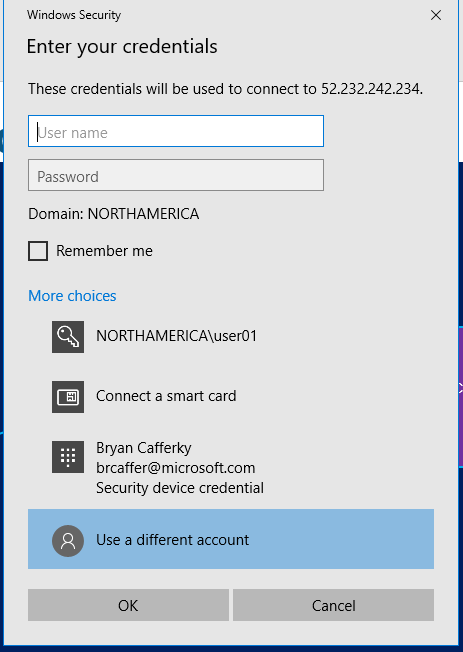 Windows Security
Enter your credentials
These credentials will be used to connect to 52.232.242.234.
User name
Password
Domain: NORTHAMERICA
Remember me
More choices
NORTHAMERICA\user01
Connect a smart card
Bryan Cafferky
brcaffer@microsoft.com
Security device credential
Use a different account
OK
Cancel